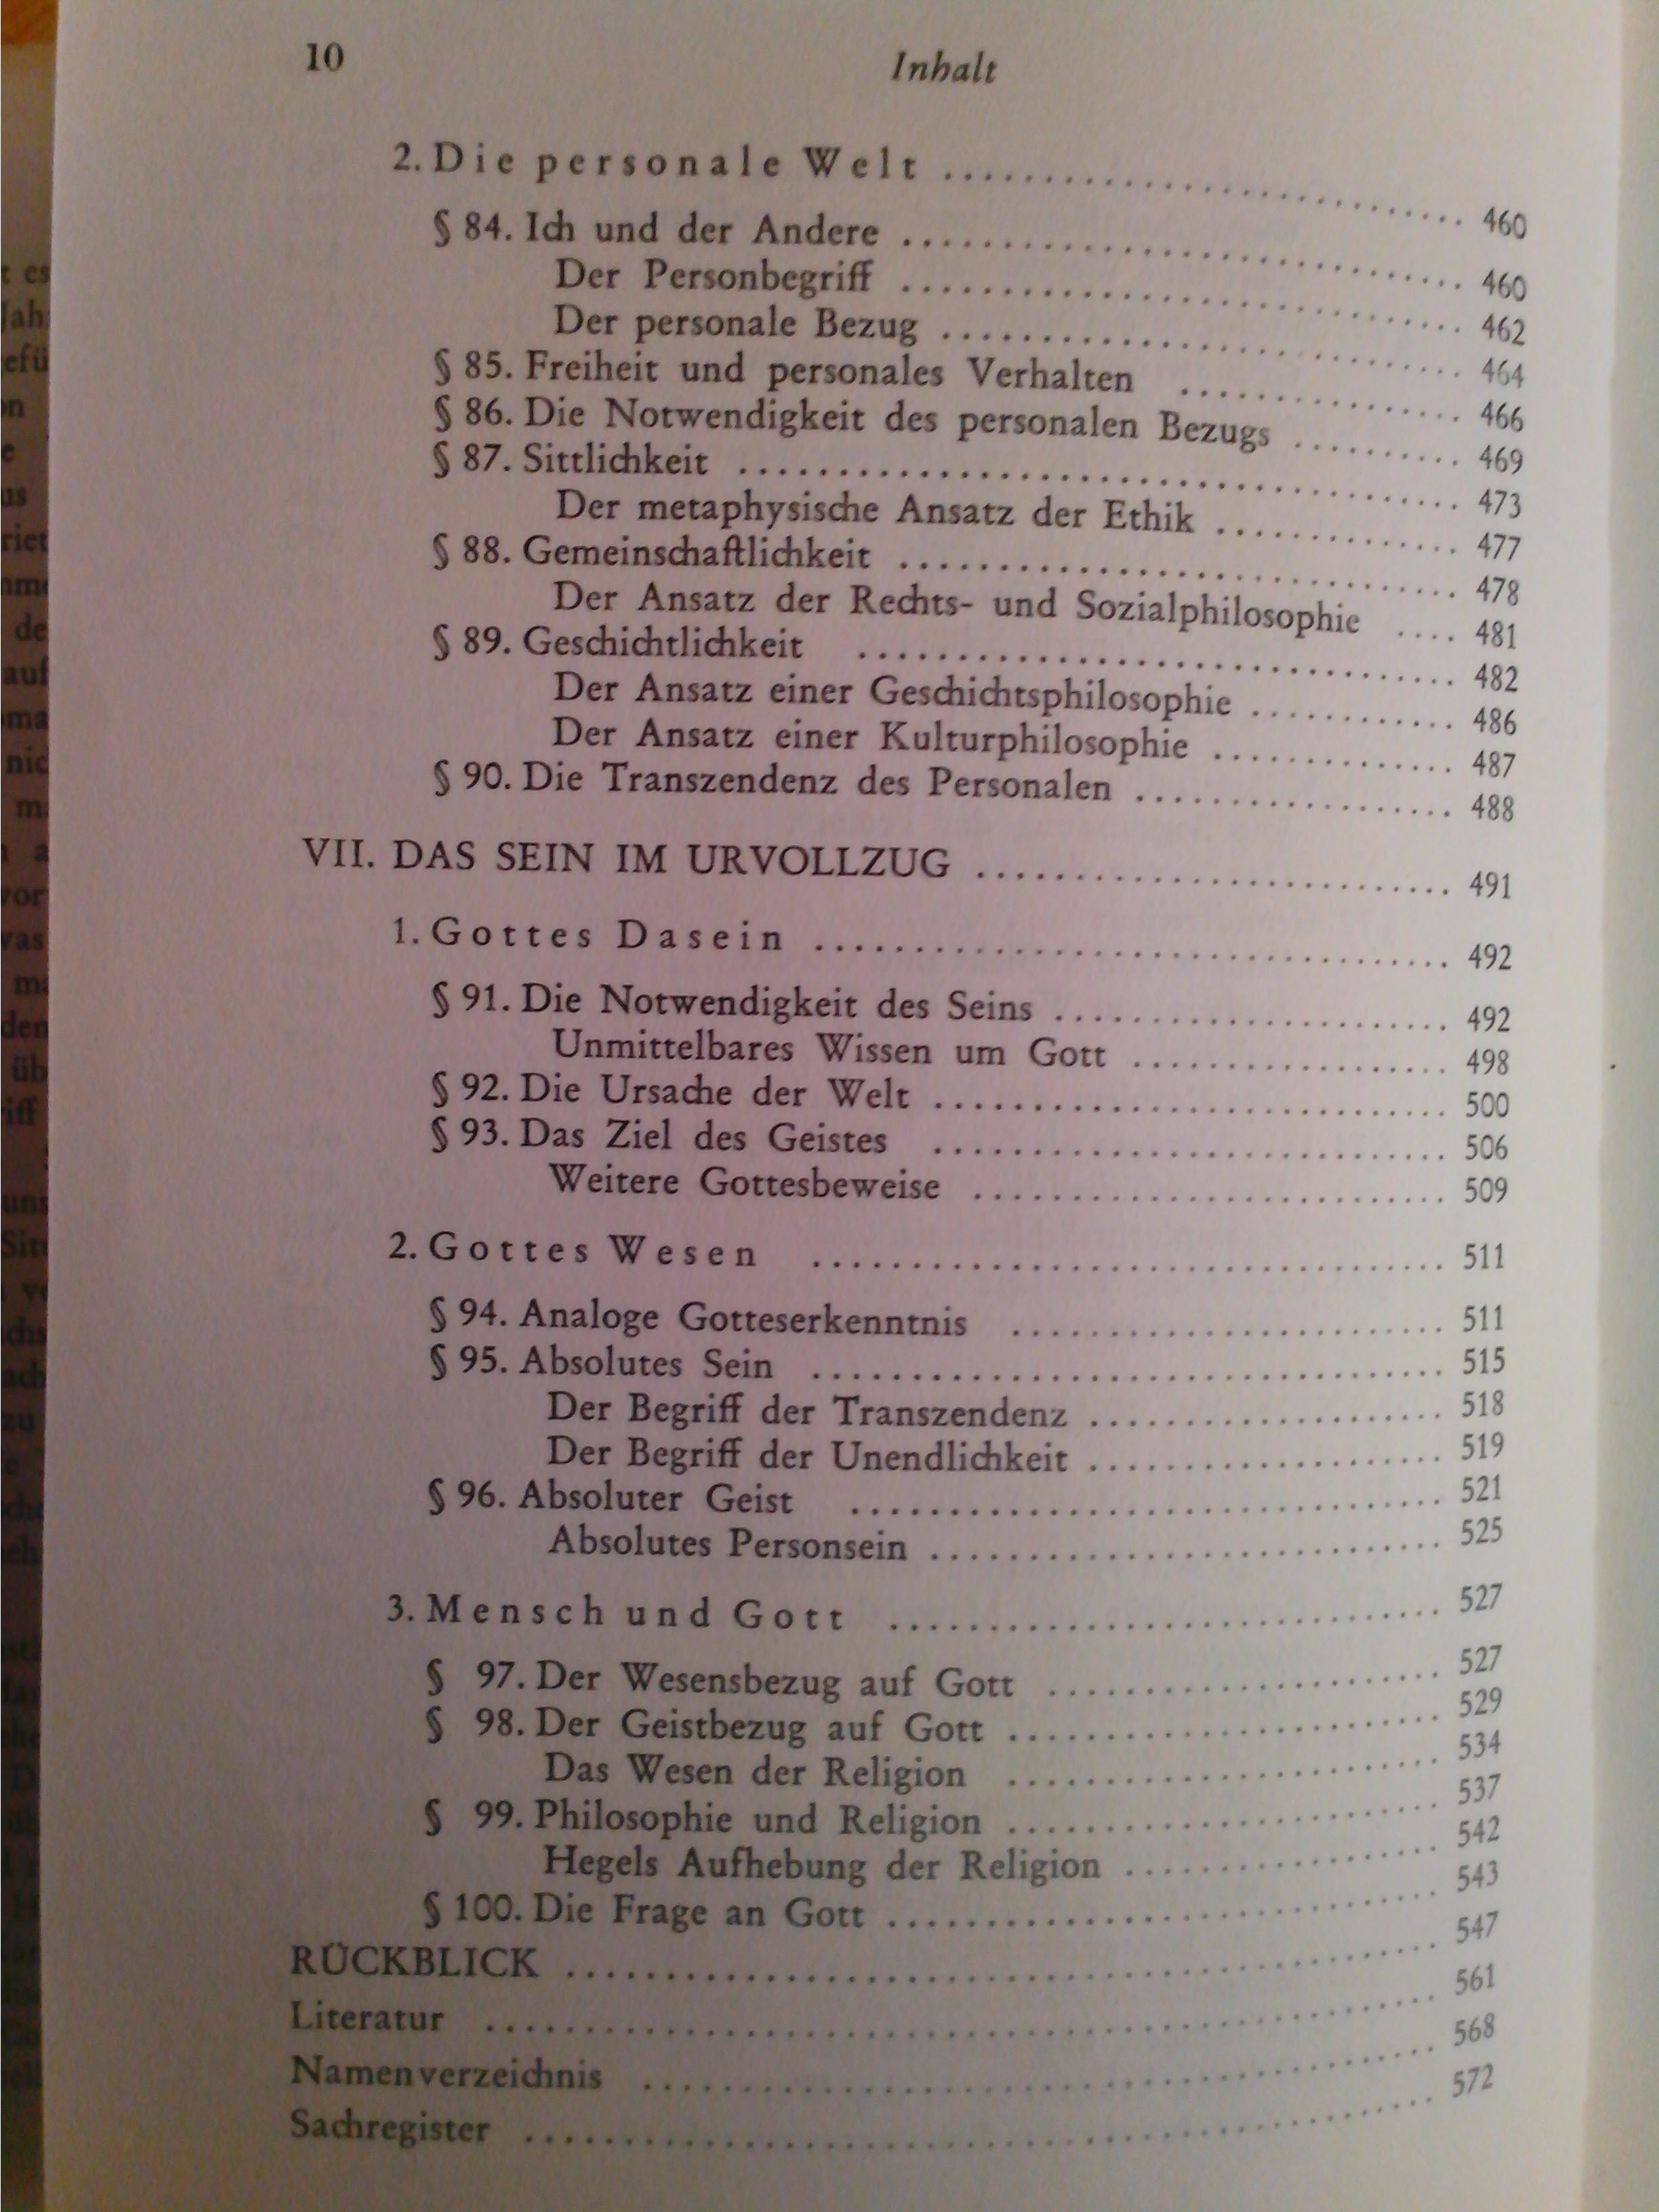 10
Inhalt
2. Die personale Welt ........................ 460
§ 84. Ich und der Andere ........................ 460
Der Personbegriff ........................ 462
Der personale Bezug ........................ 464
§ 85. Freiheit und personales Verhalten ............... 466
§ 86. Die Notwendigkeit des personalen Bezugs ......... 469
§ 87. Sittlichkeit ........................ 473
Der metaphysische Ansatz der Ethik ............. 477
§ 88. Gemeinschaftlichkeit ........................ 478
Der Ansatz der Rechts- und Sozialphilosophie .... 481
§ 89. Geschichtlichkeit ........................ 482
Der Ansatz einer Geschichtsphilosophie ........... 486
Der Ansatz einer Kulturphilosophie ............. 487
§ 90. Die Transzendenz des Personalen ................ 488
VII. DAS SEIN IM URVOLLZUG ........................ 491
1. Gottes Dasein ........................ 492
§ 91. Die Notwendigkeit des Seins .................... 492
Unmittelbares Wissen um Gott ................ 498
§ 92. Die Ursache der Welt ........................ 500
§ 93. Das Ziel des Geistes ........................ 506
Weitere Gottesbeweise ........................ 509
2. Gottes Wesen ........................ 511
§ 94. Analoge Gotteserkenntnis ...................... 511
§ 95. Absolutes Sein ........................ 515
Der Begriff der Transzendenz .................. 518
Der Begriff der Unendlichkeit .................. 519
§ 96. Absoluter Geist ........................ 521
Absolutes Personsein ........................ 525
3. Mensch und Gott ........................ 527
§ 97. Der Wesensbezug auf Gott .................... 527
§ 98. Der Geistbezug auf Gott ...................... 529
Das Wesen der Religion ...................... 534
§ 99. Philosophie und Religion ...................... 537
Hegels Aufhebung der Religion ................ 542
§ 100. Die Frage an Gott ........................ 543
RÜCKBLICK ........................ 547
Literatur ........................ 561
Namenverzeichnis ........................ 568
Sachregister ........................ 572